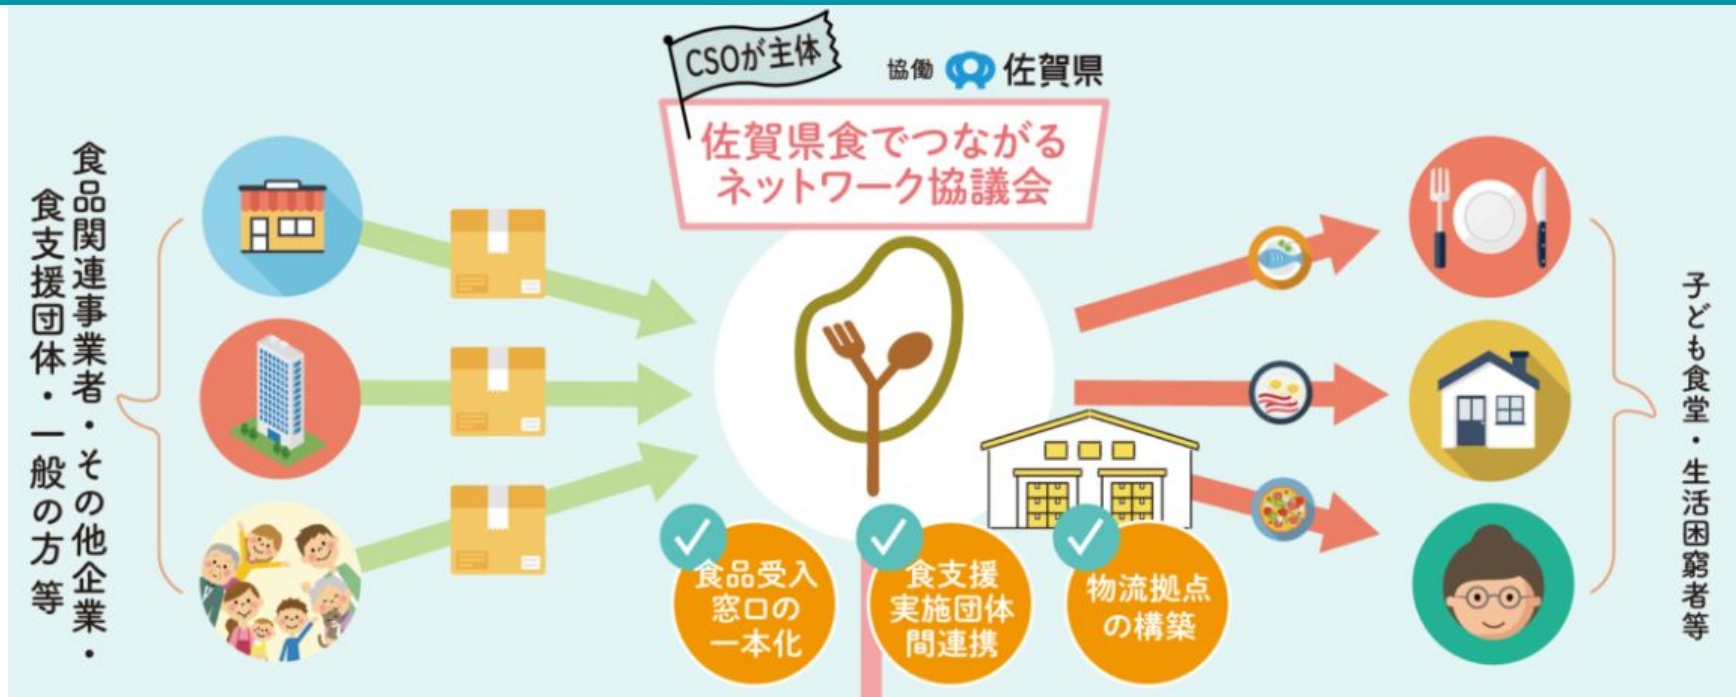 CSOが主体
協働 佐賀県
佐賀県食でつながる
ネットワーク協議会
食品関連事業者・その他企業・
食支援団体・一般の方 等
食品受入
窓口の
一本化
食支援
実施団体
間連携
物流拠点
の構築
子ども食堂・生活困窮者等